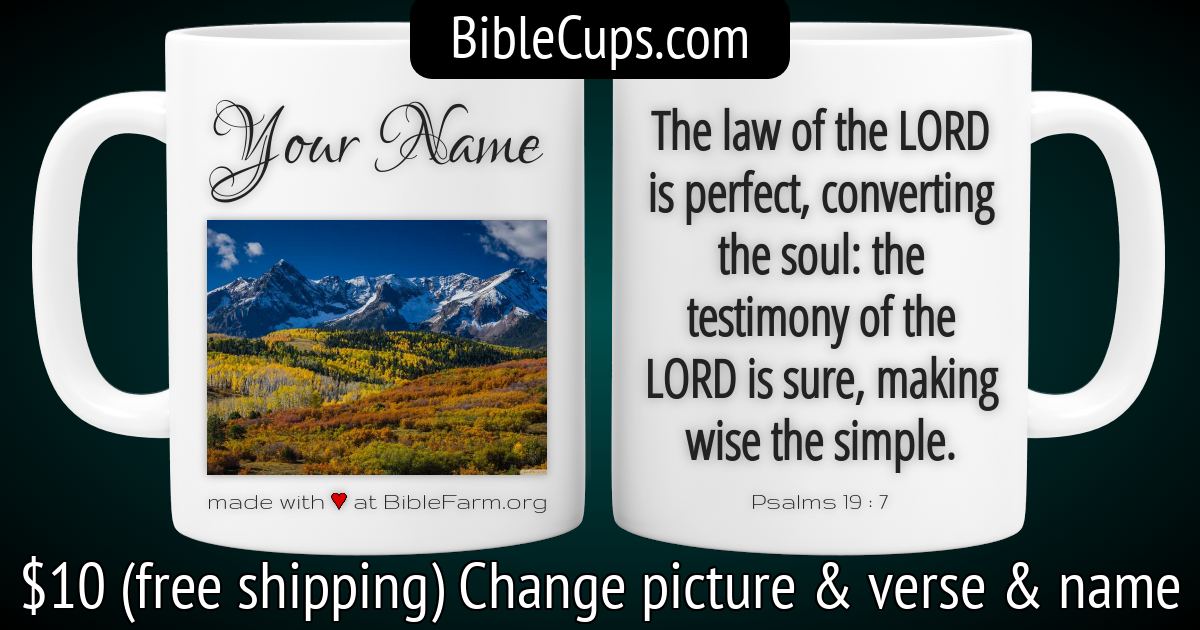 BibleCups.com
Your Name
made with ♥ at BibleFarm.org
The law of the LORD
is perfect, converting
the soul: the
testimony of the
LORD is sure, making
wise the simple.
Psalms 19 : 7
$10 (free shipping) Change picture & verse & name